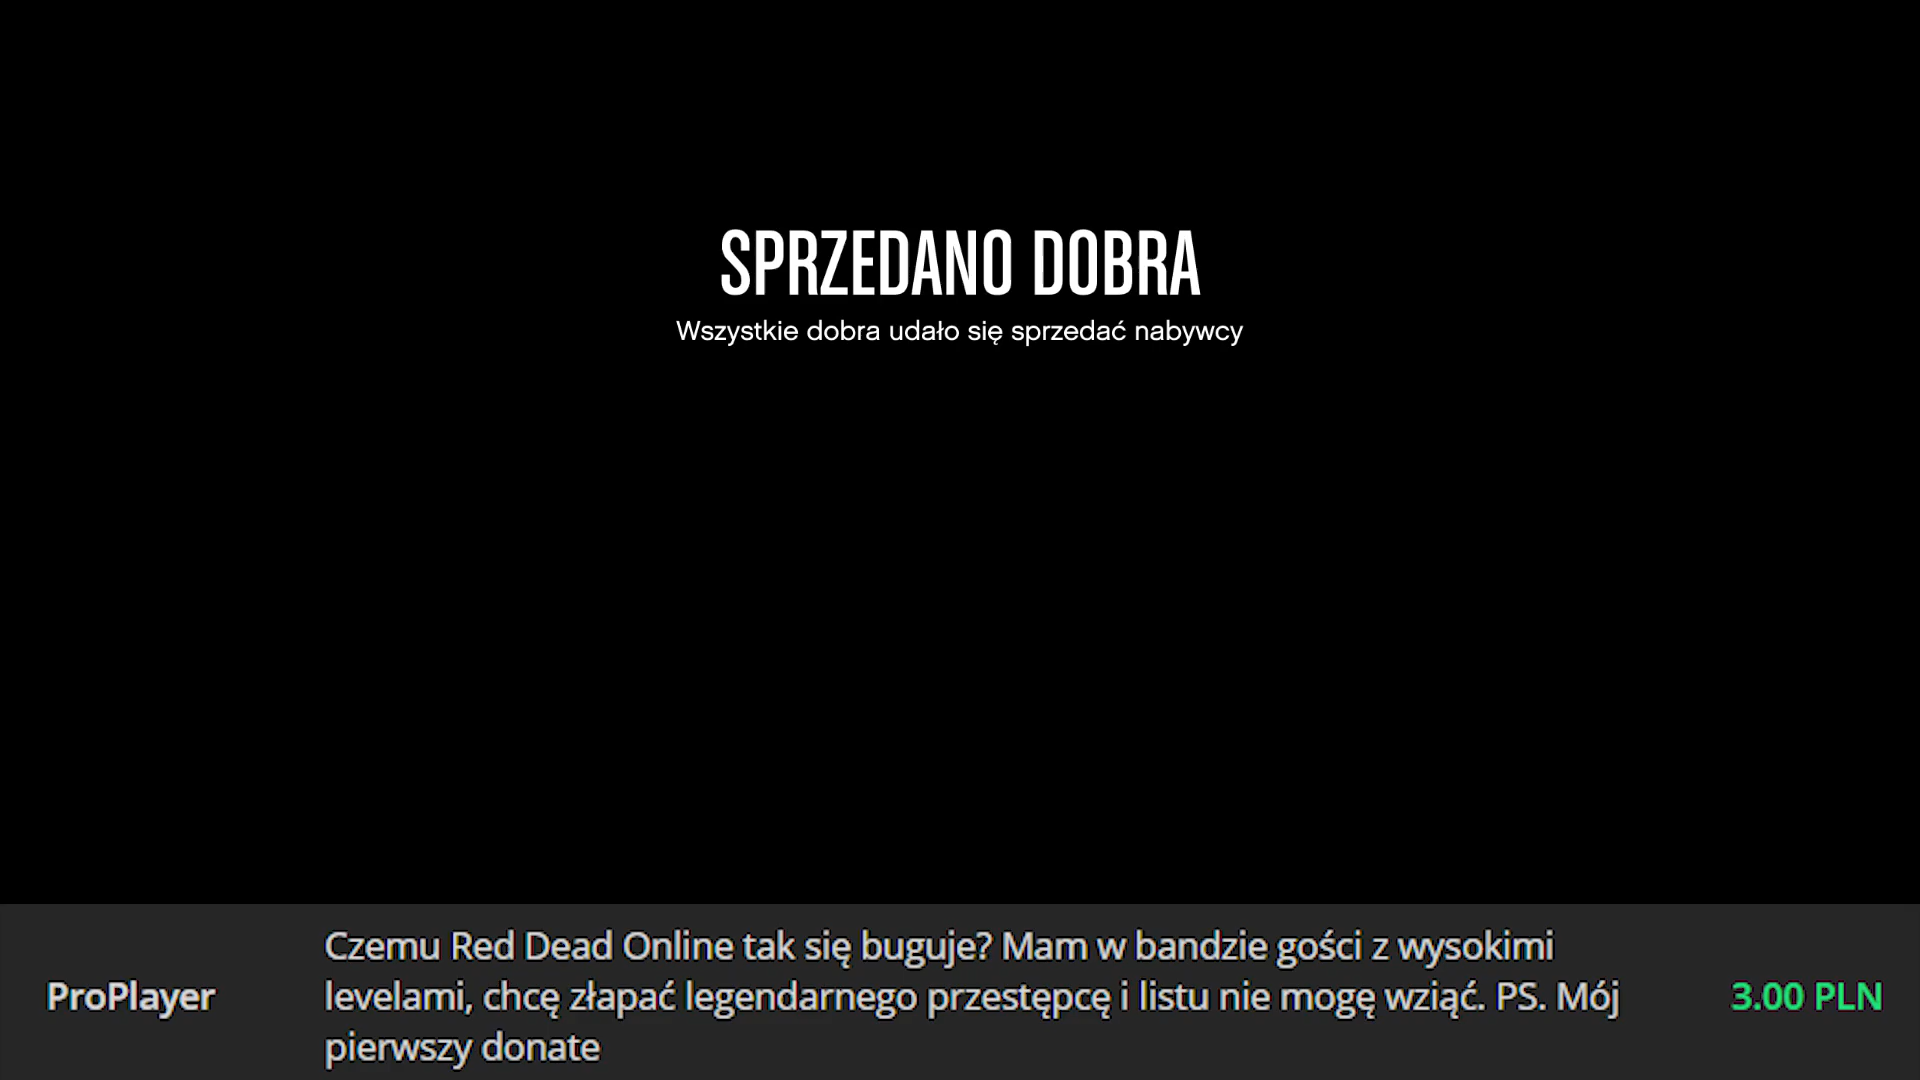 SPRZEDANO DOBRA
Wszystkie dobra udało się sprzedać nabywcy
Czemu Red Dead Online tak się buguje? Mam w bandzie gości z wysokimi
ProPlayer levelami, chcę złapać legendarnego przestępcę i listu nie mogę wziąć. PS. Mój 3.00 PLN
pierwszy donate